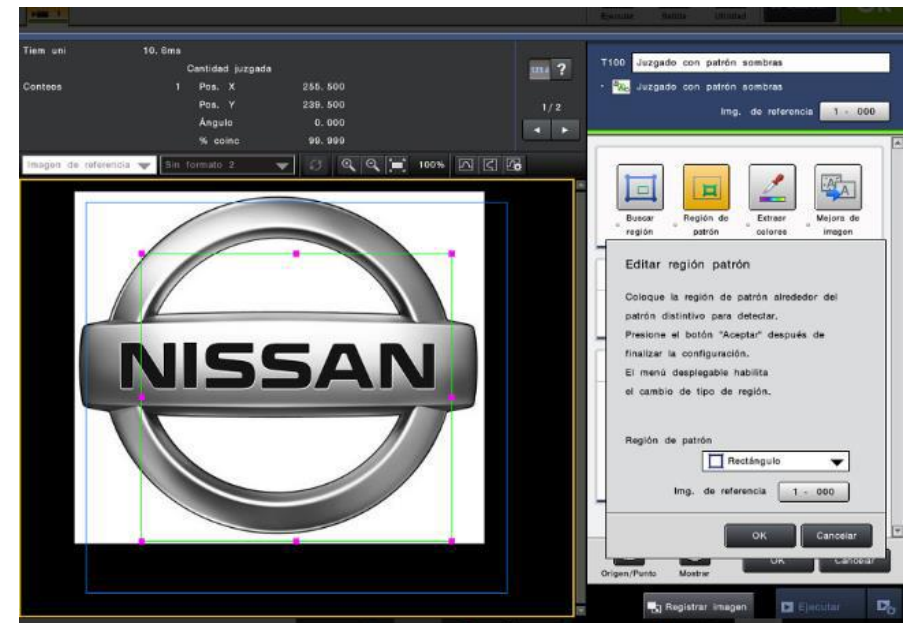 Ejecutar Salida Utilidad
Tiem uni 10,6ms
Cantidad juzgada
Conteos 1 Pos. X 255.500
Pos. Y 239.500
Ángulo 0.000
% coinc 99.999
?
1/2
T100 Juzgado con patrón sombras
Juzgado con patrón sombras
Img. de referencia 1 - 000
Imagen de referencia Sin formato 2 100%
NISSAN
Buscar región
Región de patrón
Extraer colores
Mejora de imagen
Editar región patrón
Coloque la región de patrón alrededor del
patrón distintivo para detectar.
Presione el botón "Aceptar" después de
finalizar la configuración.
El menú desplegable habilita
el cambio de tipo de región.
Región de patrón
Rectángulo
Img. de referencia 1 - 000
OK Cancelar
Origen/Punto Mostrar OK Cancelar
Registrar imagen Ejecutar